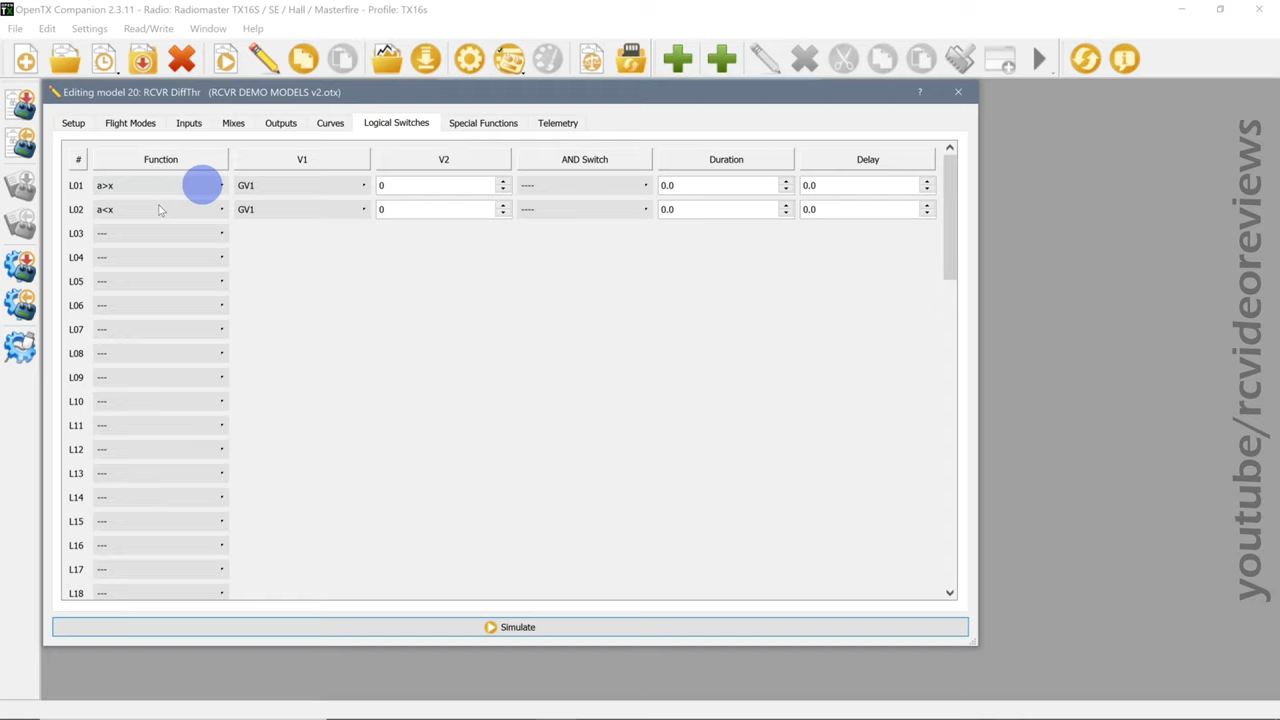 OpenTX Companion 2.3.11 - Radio: Radiomaster TX16S / SE / Hall / Masterfire - Profile: TX16s
File Edit Settings Read/Write Window Help
Editing model 20: RCVR DiffThr (RCVR DEMO MODELS v2.otx) ?
Setup Flight Modes Inputs Mixes Outputs Curves Logical Switches Special Functions Telemetry
# Function V1 V2 AND Switch Duration Delay
L01 a>x GV1 0 ---- 0.0 0.0
L02 a<x GV1 0 ---- 0.0 0.0
L03 ---
L04 ---
L05 ---
L06 ---
L07 ---
L08 ---
L09 ---
L10 ---
L11 ---
L12 ---
L13 ---
L14 ---
L15 ---
L16 ---
L17 ---
L18 ---
Simulate
youtube/rcvideoreviews